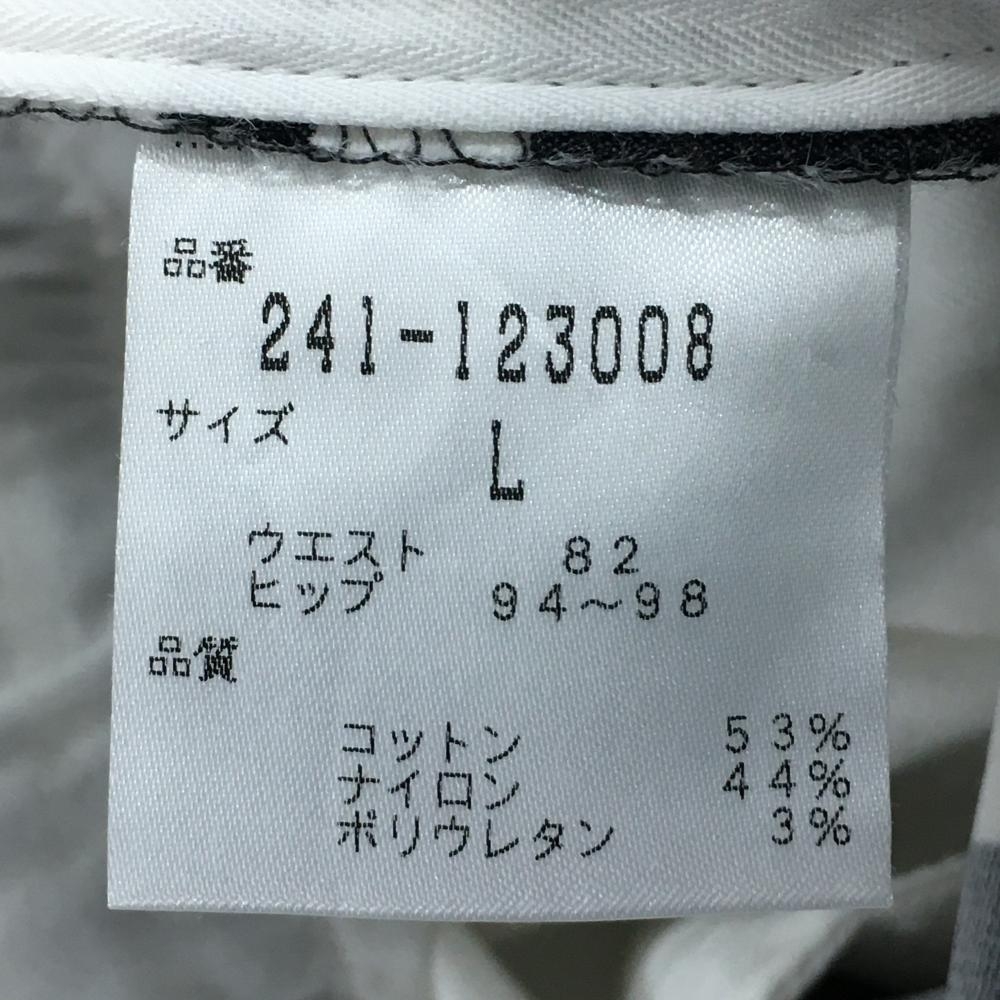 品番
241-123008
サイズ
L
ウエスト 82
ヒップ 94～98
品質
コットン 53%
ナイロン 44%
ポリウレタン 3%